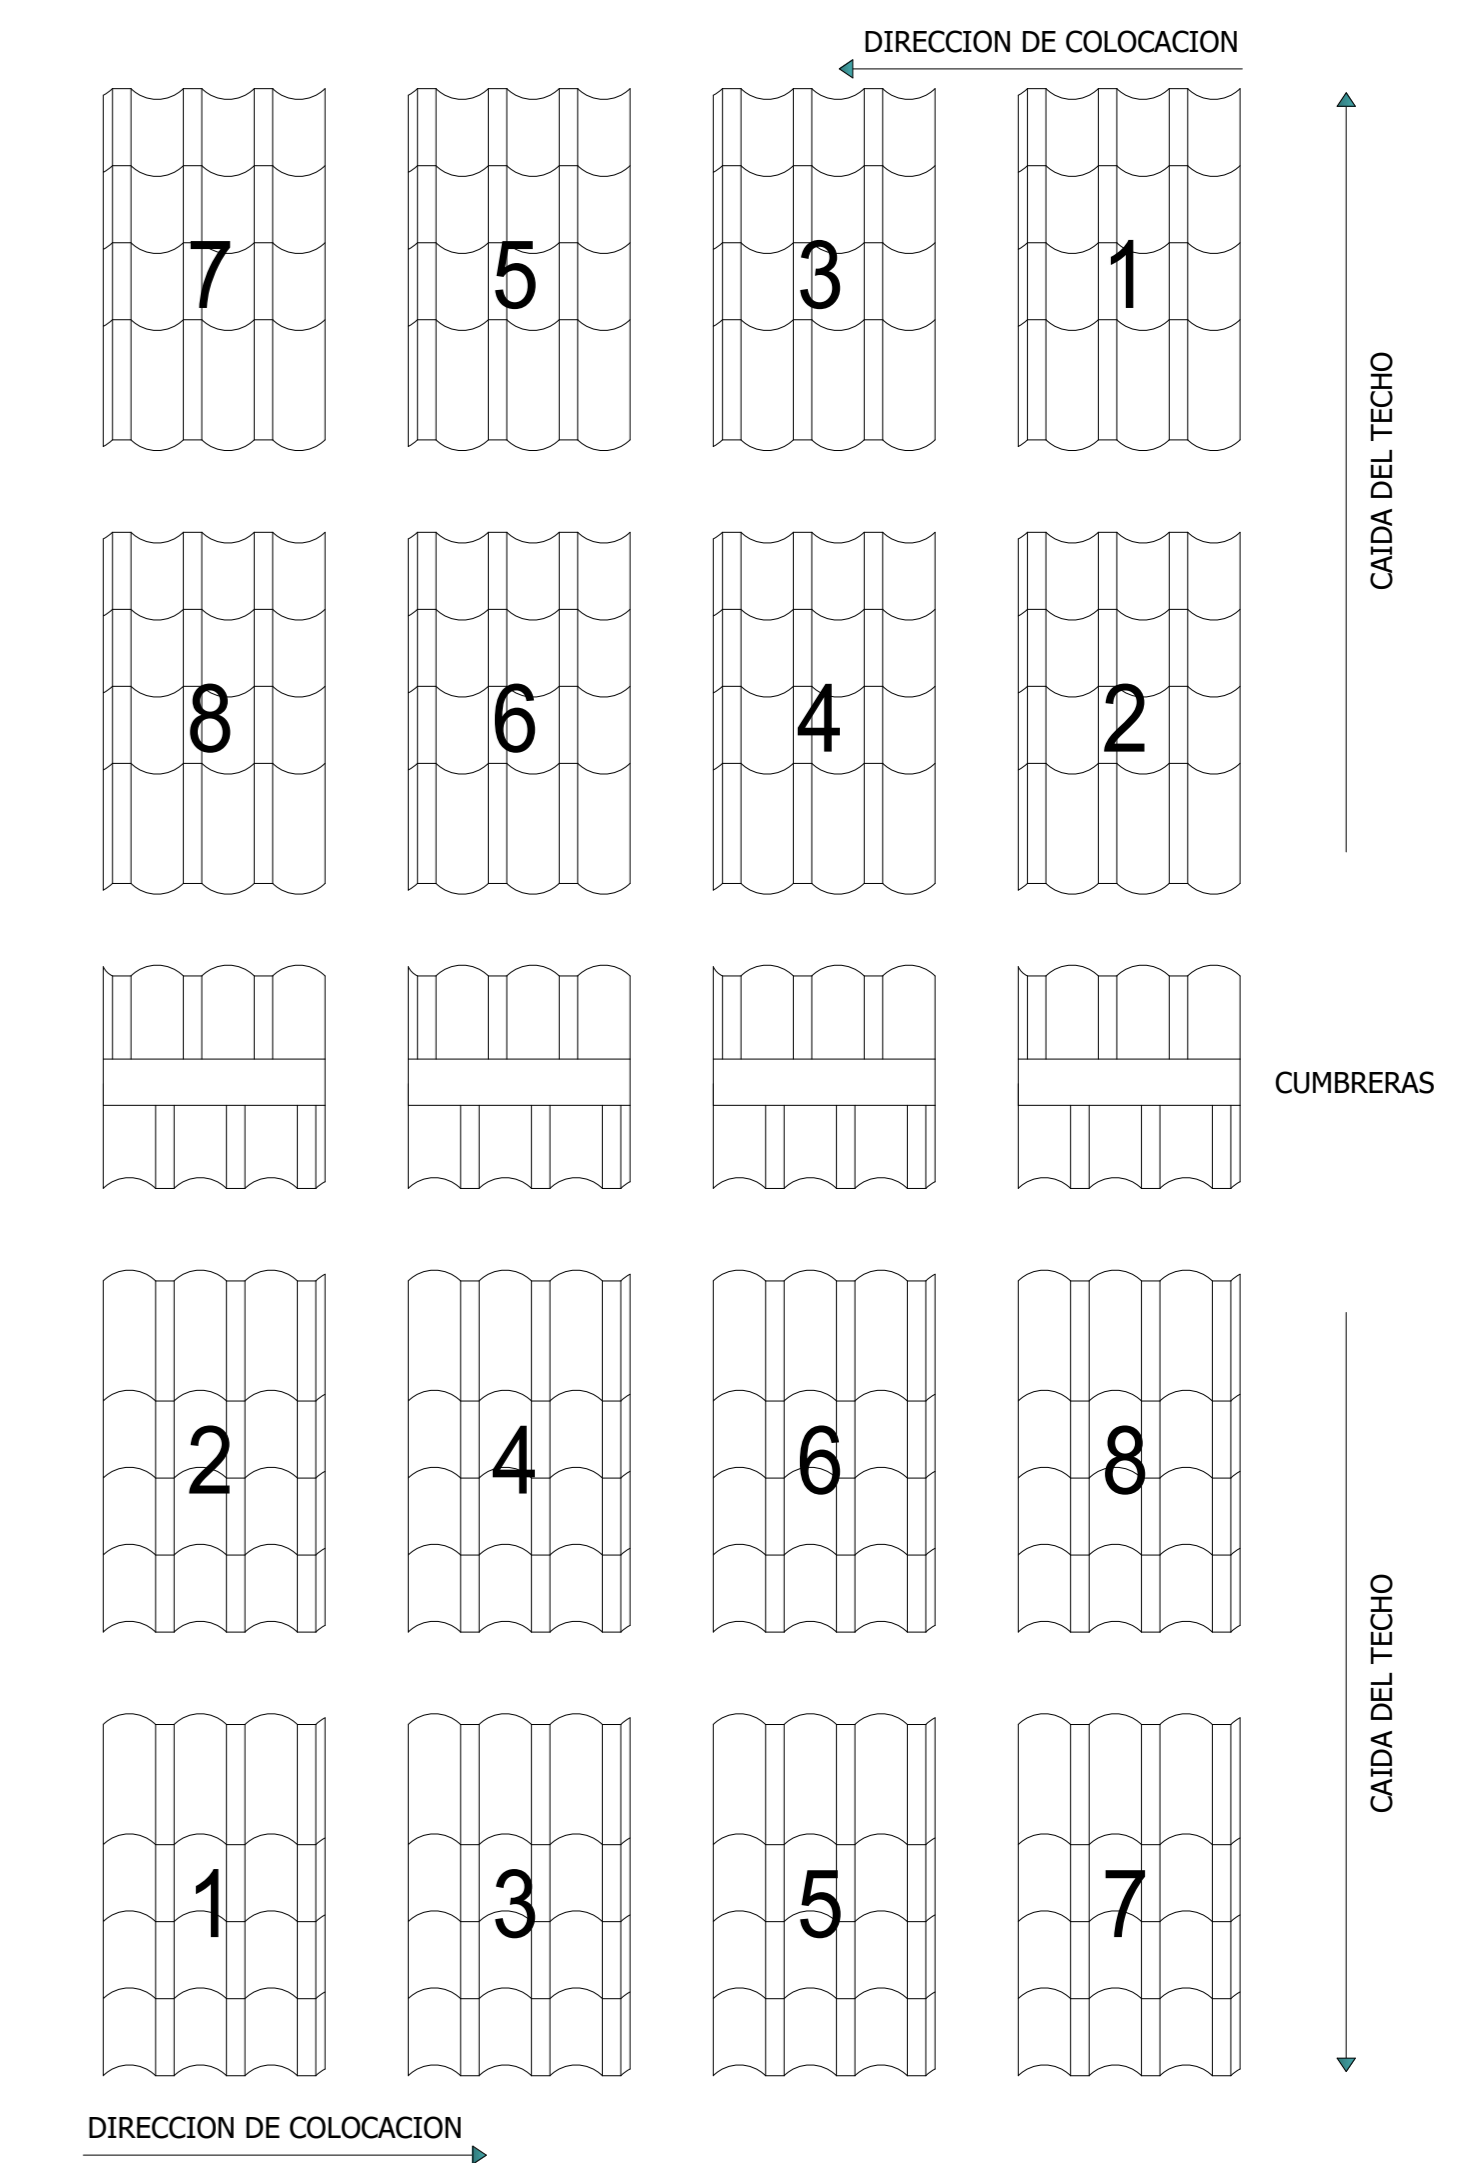 DIRECCION DE COLOCACION
7 5 3 1
CAIDA DEL TECHO
8 6 4 2
CUMBRERAS
2 4 6 8
CAIDA DEL TECHO
1 3 5 7
DIRECCION DE COLOCACION